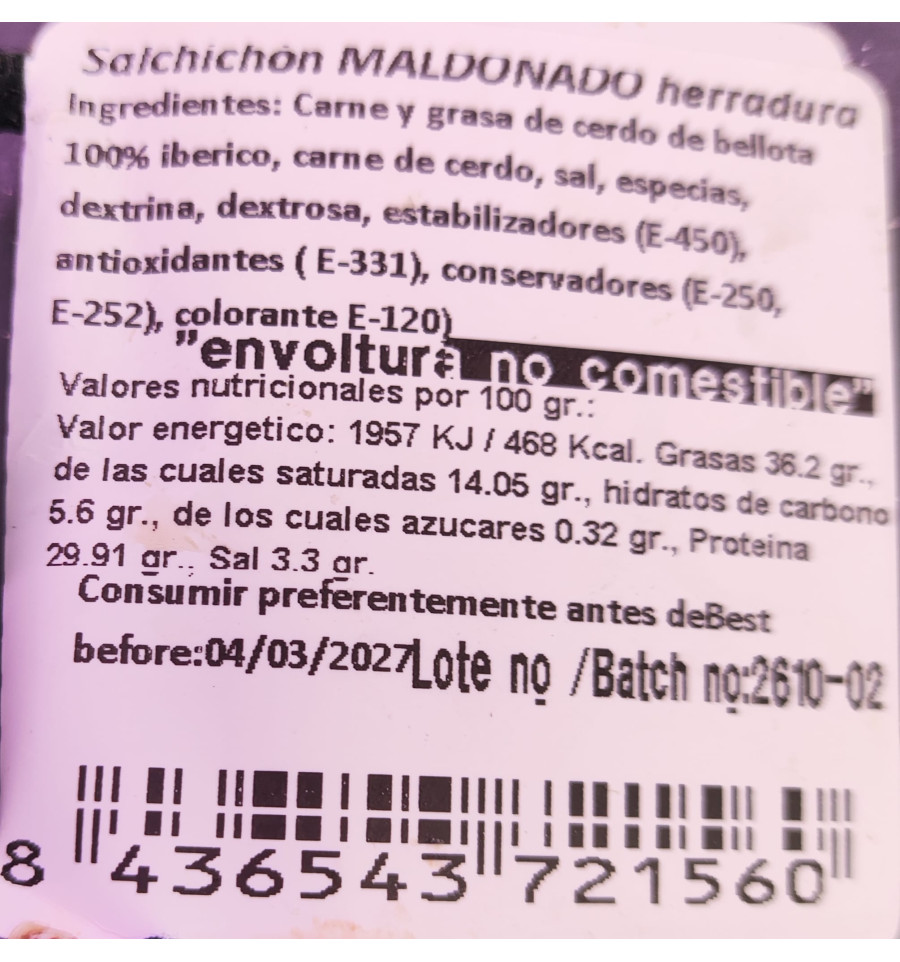 Salchichón MALDONADO herradura
Ingredientes: Carne y grasa de cerdo de bellota
100% iberico, carne de cerdo, sal, especias,
dextrina, dextrosa, estabilizadores (E-450),
antioxidantes ( E-331), conservadores (E-250,
E-252), colorante E-120)
"envoltura no comestible"
Valores nutricionales por 100 gr.:
Valor energetico: 1957 KJ / 468 Kcal. Grasas 36.2 gr.,
de las cuales saturadas 14.05 gr., hidratos de carbono
5.6 gr., de los cuales azucares 0.32 gr., Proteina
29.91 gr., Sal 3.3 gr.
Consumir preferentemente antes deBest
before:04/03/2027Lote nº /Batch nº:2610-02
8 436543 721560